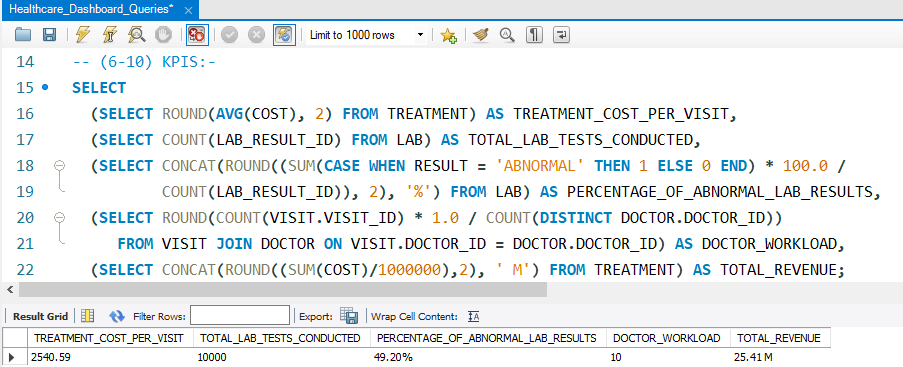 Healthcare_Dashboard_Queries*
Limit to 1000 rows
14 -- (6-10) KPIS:-
15 SELECT
16 (SELECT ROUND(AVG(COST), 2) FROM TREATMENT) AS TREATMENT_COST_PER_VISIT,
17 (SELECT COUNT(LAB_RESULT_ID) FROM LAB) AS TOTAL_LAB_TESTS_CONDUCTED,
18 (SELECT CONCAT(ROUND((SUM(CASE WHEN RESULT = 'ABNORMAL' THEN 1 ELSE 0 END) * 100.0 /
19 COUNT(LAB_RESULT_ID)), 2), '%') FROM LAB) AS PERCENTAGE_OF_ABNORMAL_LAB_RESULTS,
20 (SELECT ROUND(COUNT(VISIT.VISIT_ID) * 1.0 / COUNT(DISTINCT DOCTOR.DOCTOR_ID))
21 FROM VISIT JOIN DOCTOR ON VISIT.DOCTOR_ID = DOCTOR.DOCTOR_ID) AS DOCTOR_WORKLOAD,
22 (SELECT CONCAT(ROUND((SUM(COST)/1000000),2), ' M') FROM TREATMENT) AS TOTAL_REVENUE;
Result Grid Filter Rows: Export: Wrap Cell Content:
TREATMENT_COST_PER_VISIT TOTAL_LAB_TESTS_CONDUCTED PERCENTAGE_OF_ABNORMAL_LAB_RESULTS DOCTOR_WORKLOAD TOTAL_REVENUE
2540.59 10000 49.20% 10 25.41 M